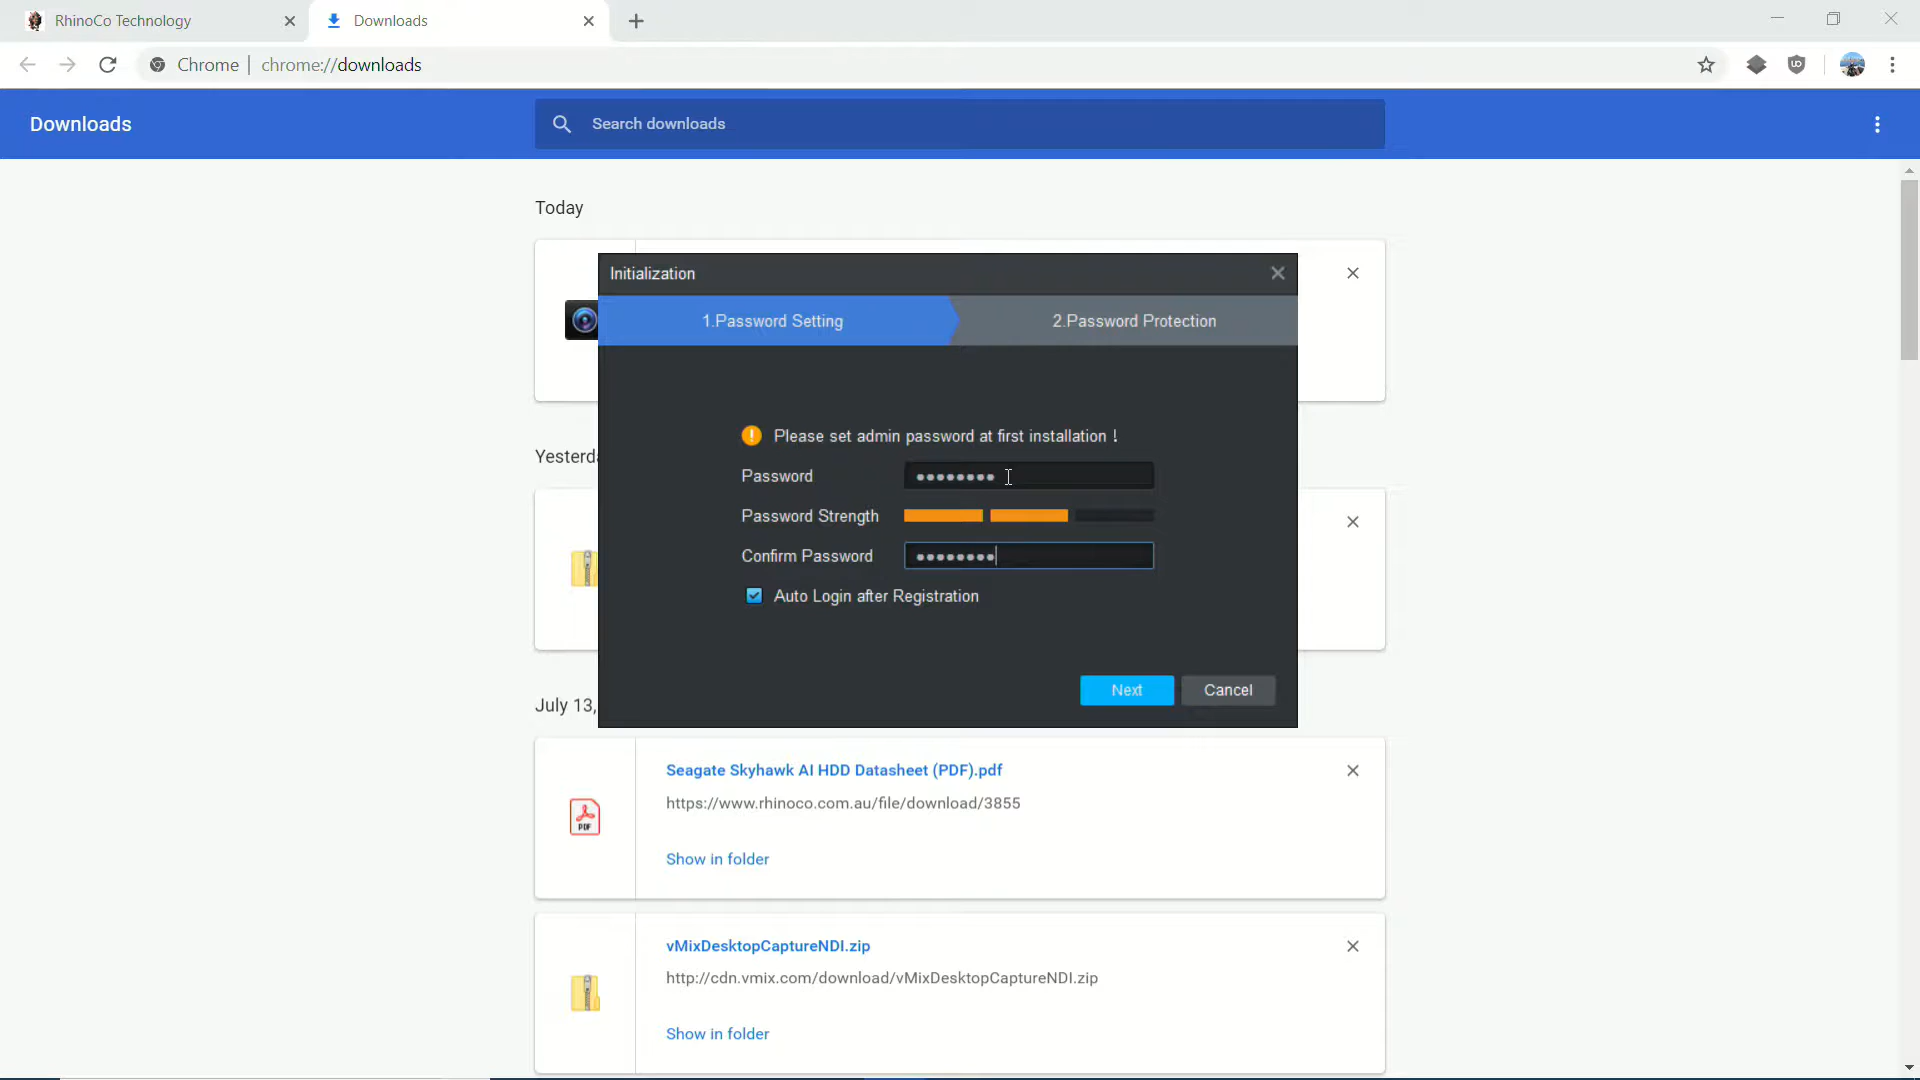 RhinoCo Technology
Downloads
Chrome | chrome://downloads
Downloads
Search downloads
Today
Initialization
1.Password Setting
2.Password Protection
Please set admin password at first installation !
Password
Password Strength
Confirm Password
Auto Login after Registration
Next
Cancel
July 13,
Seagate Skyhawk AI HDD Datasheet (PDF).pdf
https://www.rhinoco.com.au/file/download/3855
PDF
Show in folder
vMixDesktopCaptureNDI.zip
http://cdn.vmix.com/download/vMixDesktopCaptureNDI.zip
Show in folder